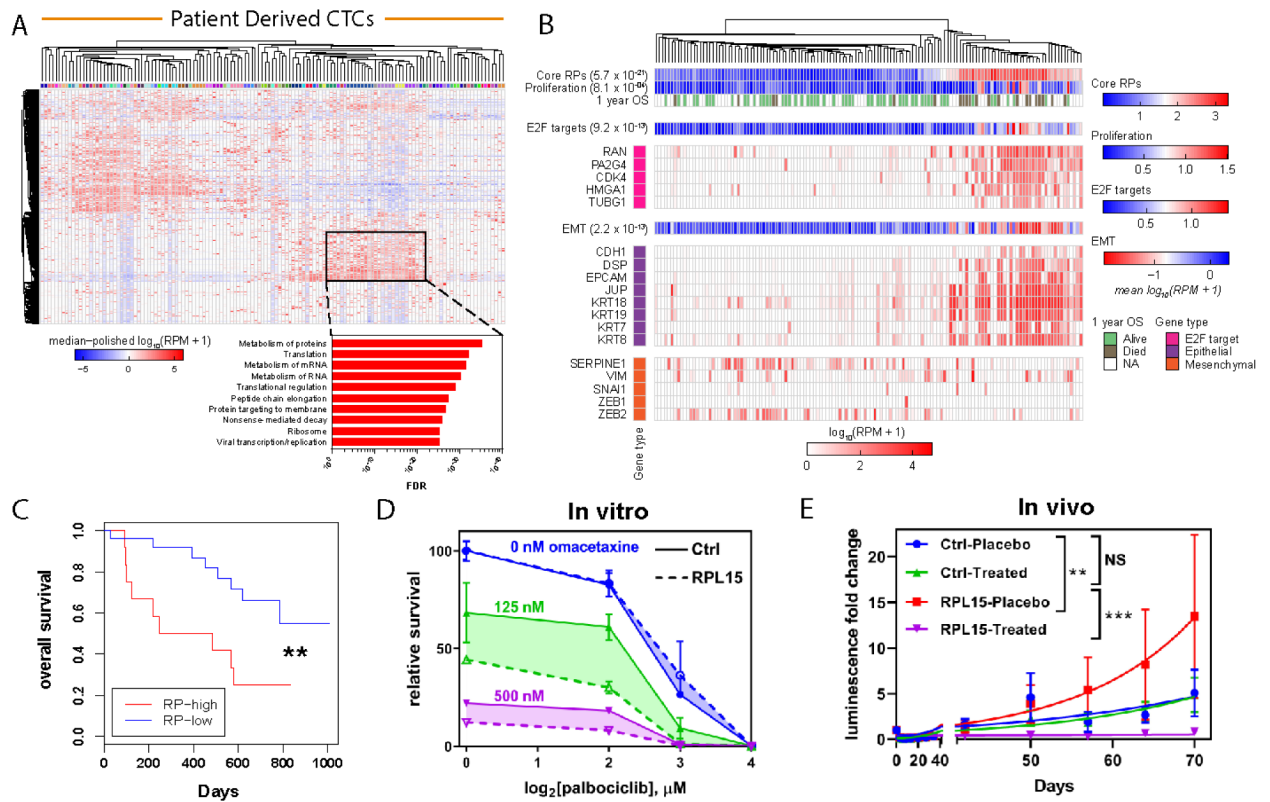 A
Patient Derived CTCs
median−polished log10(RPM + 1)
−5 0 5
Metabolism of proteins
Translation
Metabolism of mRNA
Metabolism of RNA
Translational regulation
Peptide chain elongation
Protein targeting to membrane
Nonsense−mediated decay
Ribosome
Viral transcription/replication
FDR
B
Core RPs (5.7 x 10-21)
Proliferation (8.1 x 10-04)
1 year OS
E2F targets (9.2 x 10-13)
RAN
PA2G4
CDK4
HMGA1
TUBG1
EMT (2.2 x 10-13)
CDH1
DSP
EPCAM
JUP
KRT18
KRT19
KRT7
KRT8
SERPINE1
VIM
SNAI1
ZEB1
ZEB2
Gene type
log10(RPM + 1)
0 2 4
Core RPs
1 2 3
Proliferation
0.5 1.0 1.5
E2F targets
0.5 1.0
EMT
−1 0
mean log10(RPM + 1)
1 year OS Gene type
Alive E2F target
Died Epithelial
NA Mesenchymal
C
overall survival
1.0
0.8
0.6
0.4
0.2
0.0
**
RP−high
RP−low
0 200 400 600 800 1000
Days
D
In vitro
relative survival
100
50
0
0 nM omacetaxine
125 nM
500 nM
Ctrl
RPL15
0 1 2 3 4
log2[palbociclib], μM
E
In vivo
luminescence fold change
20
15
10
5
0
Ctrl-Placebo
Ctrl-Treated
RPL15-Placebo
RPL15-Treated
**
NS
***
0 20 40 50 60 70
Days